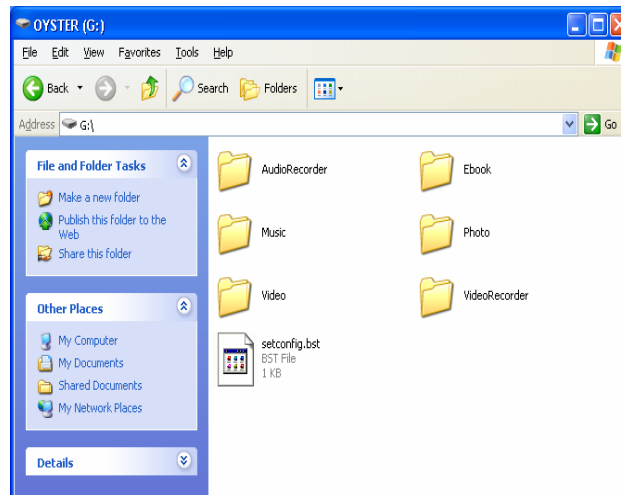 OYSTER (G:)
File Edit View Favorites Tools Help
Back Search Folders
Address G:\ Go
File and Folder Tasks
Make a new folder
Publish this folder to the
Web
Share this folder
Other Places
My Computer
My Documents
Shared Documents
My Network Places
Details
AudioRecorder Ebook
Music Photo
Video VideoRecorder
setconfig.bst
BST File
1 KB